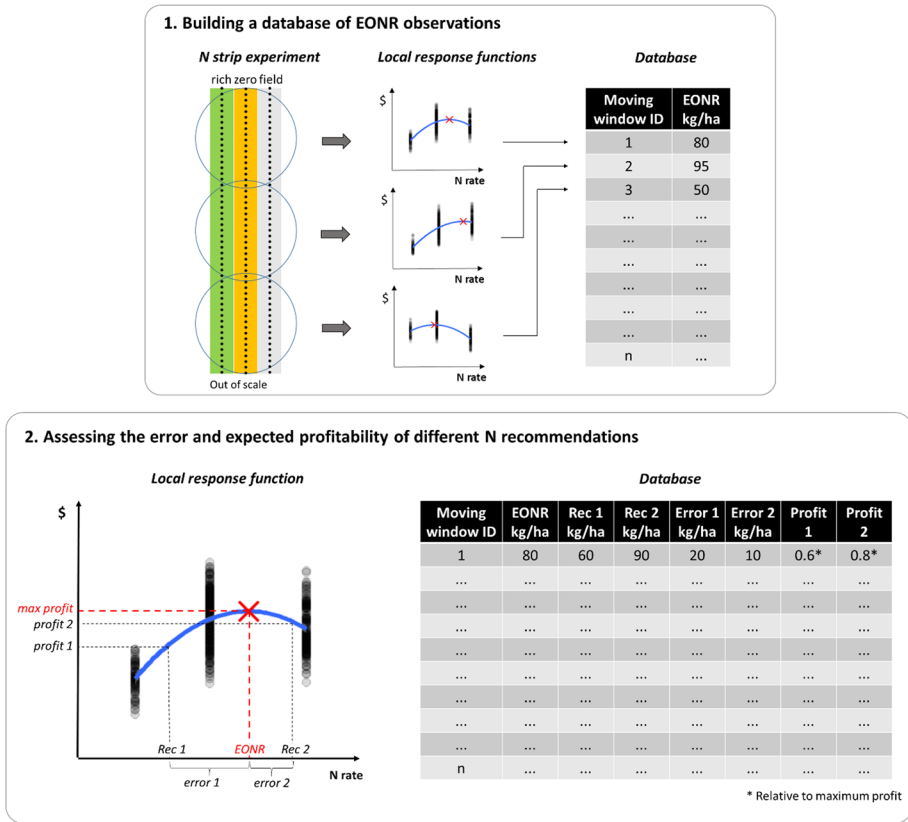 1. Building a database of EONR observations
N strip experiment
rich zero field
Out of scale
Local response functions
$
N rate
$
N rate
$
N rate
Database
Moving window ID EONR kg/ha
1 80
2 95
3 50
... ...
... ...
... ...
... ...
... ...
... ...
n ...
2. Assessing the error and expected profitability of different N recommendations
Local response function
$
max profit
profit 2
profit 1
Rec 1 EONR Rec 2
N rate
error 1 error 2
Database
Moving window ID EONR kg/ha Rec 1 kg/ha Rec 2 kg/ha Error 1 kg/ha Error 2 kg/ha Profit 1 Profit 2
1 80 60 90 20 10 0.6* 0.8*
... ... ... ... ... ... ... ...
... ... ... ... ... ... ... ...
... ... ... ... ... ... ... ...
... ... ... ... ... ... ... ...
... ... ... ... ... ... ... ...
... ... ... ... ... ... ... ...
... ... ... ... ... ... ... ...
... ... ... ... ... ... ... ...
n ... ... ... ... ... ... ...
* Relative to maximum profit